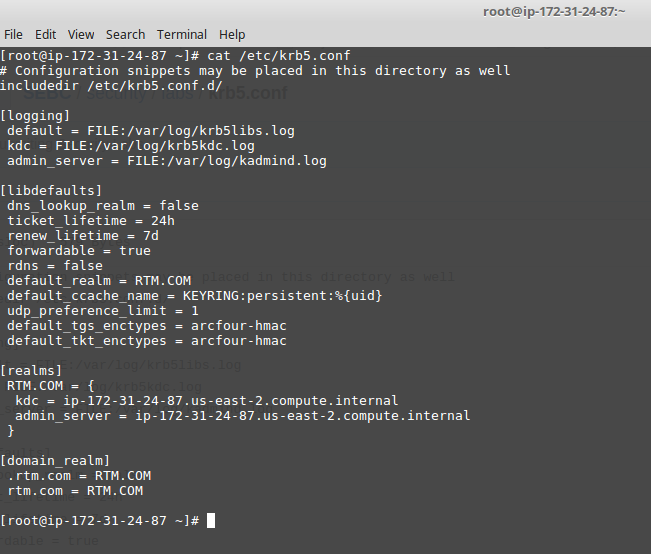 root@ip-172-31-24-87:~
File Edit View Search Terminal Help
[root@ip-172-31-24-87 ~]# cat /etc/krb5.conf
# Configuration snippets may be placed in this directory as well
includedir /etc/krb5.conf.d/
[logging]
default = FILE:/var/log/krb5libs.log
kdc = FILE:/var/log/krb5kdc.log
admin_server = FILE:/var/log/kadmind.log
[libdefaults]
dns_lookup_realm = false
ticket_lifetime = 24h
renew_lifetime = 7d
forwardable = true
rdns = false
default_realm = RTM.COM
default_ccache_name = KEYRING:persistent:%{uid}
udp_preference_limit = 1
default_tgs_enctypes = arcfour-hmac
default_tkt_enctypes = arcfour-hmac
[realms]
RTM.COM = {
kdc = ip-172-31-24-87.us-east-2.compute.internal
admin_server = ip-172-31-24-87.us-east-2.compute.internal
}
[domain_realm]
.rtm.com = RTM.COM
rtm.com = RTM.COM
[root@ip-172-31-24-87 ~]#